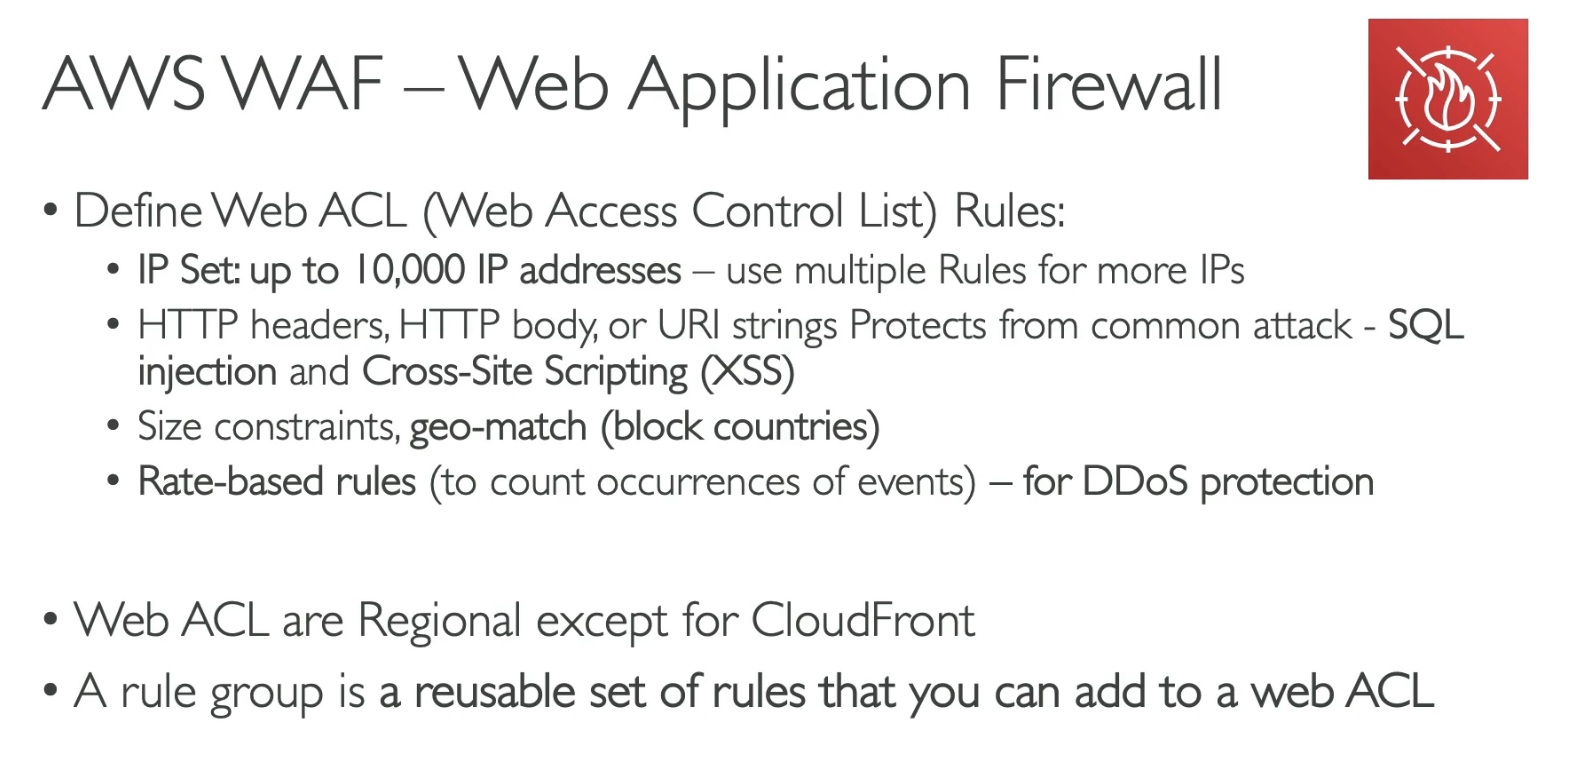 AWS WAF – Web Application Firewall
• Define Web ACL (Web Access Control List) Rules:
• IP Set: up to 10,000 IP addresses – use multiple Rules for more IPs
• HTTP headers, HTTP body, or URI strings Protects from common attack - SQL
injection and Cross-Site Scripting (XSS)
• Size constraints, geo-match (block countries)
• Rate-based rules (to count occurrences of events) – for DDoS protection
• Web ACL are Regional except for CloudFront
• A rule group is a reusable set of rules that you can add to a web ACL